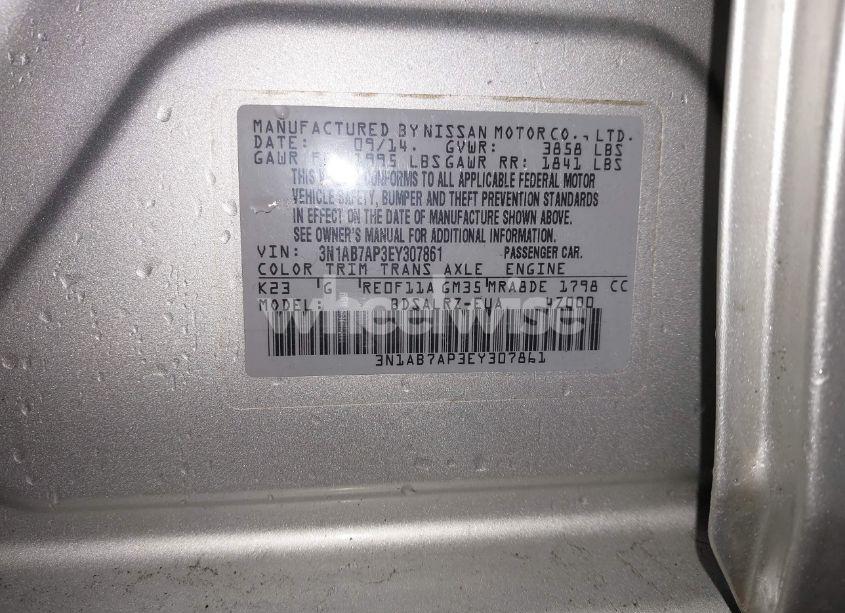 MANUFACTURED BY NISSAN MOTOR CO., LTD.
DATE: 09/14. GVWR: 3858 LBS
GAWR 1995 LBS GAWR RR: 1841 LBS
THIS CONFORMS TO ALL APPLICABLE FEDERAL MOTOR
VEHICLE SAFETY, BUMPER AND THEFT PREVENTION STANDARDS
IN EFFECT ON THE DATE OF MANUFACTURE SHOWN ABOVE.
SEE OWNER'S MANUAL FOR ADDITIONAL INFORMATION.
VIN: 3N1AB7AP3EY307861 PASSENGER CAR.
COLOR TRIM TRANS AXLE ENGINE
K23 G RE0F11A GM35 MRA8DE 1798 CC
MODEL BDSALRZ-EUA 47000
wheelwise
3N1AB7AP3EY307861